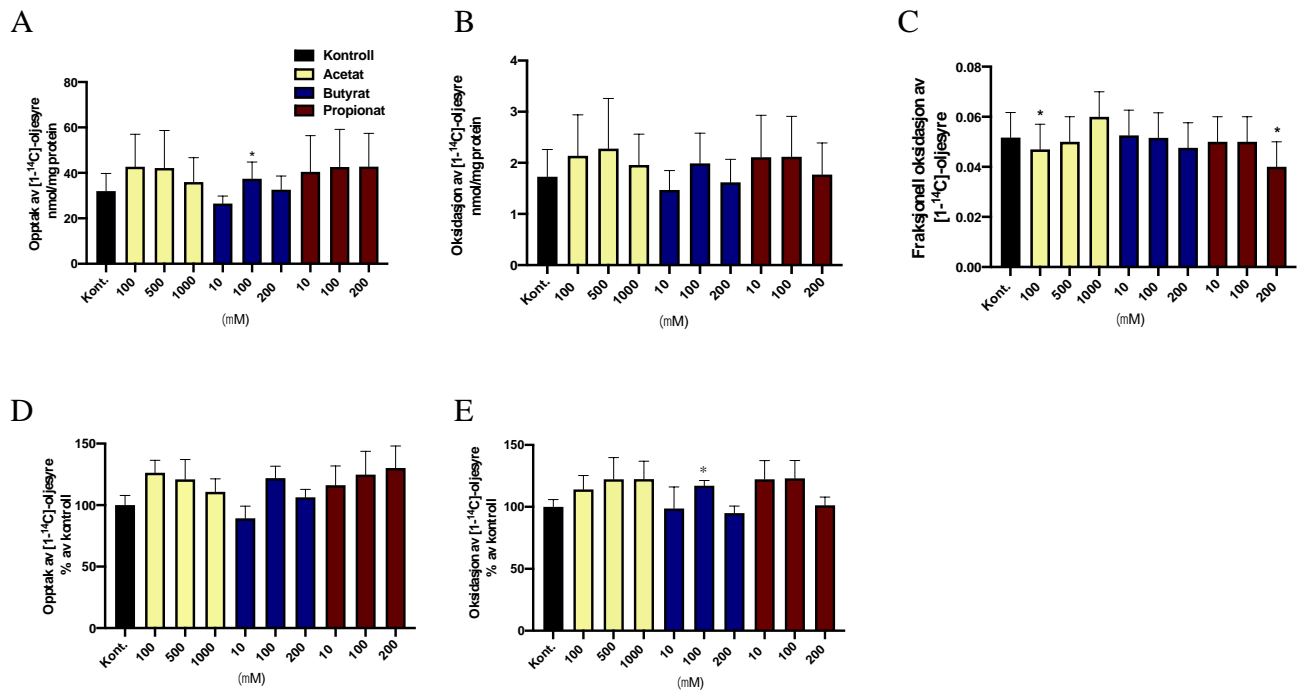 A
Opptak av [1-¹⁴C]-oljesyre
nmol/mg protein
80
60
40
20
0
Kontroll
Acetat
Butyrat
Propionat
*
Kont. 100 500 1000 10 100 200 10 100 200
(mM)
B
Oksidasjon av [1-¹⁴C]-oljesyre
nmol/mg protein
4
3
2
1
0
Kont. 100 500 1000 10 100 200 10 100 200
(mM)
C
Fraksjonell oksidasjon av
[1-¹⁴C]-oljesyre
0.08
0.06
0.04
0.02
0.00
* *
Kont. 100 500 1000 10 100 200 10 100 200
(mM)
D
Opptak av [1-¹⁴C]-oljesyre
% av kontroll
150
100
50
0
Kont. 100 500 1000 10 100 200 10 100 200
(mM)
E
Oksidasjon av [1-¹⁴C]-oljesyre
% av kontroll
150
100
50
0
*
Kont. 100 500 1000 10 100 200 10 100 200
(mM)